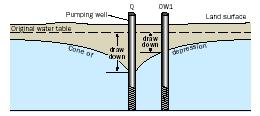 Q OW1
Pumping well
Land surface
Original water table
draw down
draw down
Cone of depression